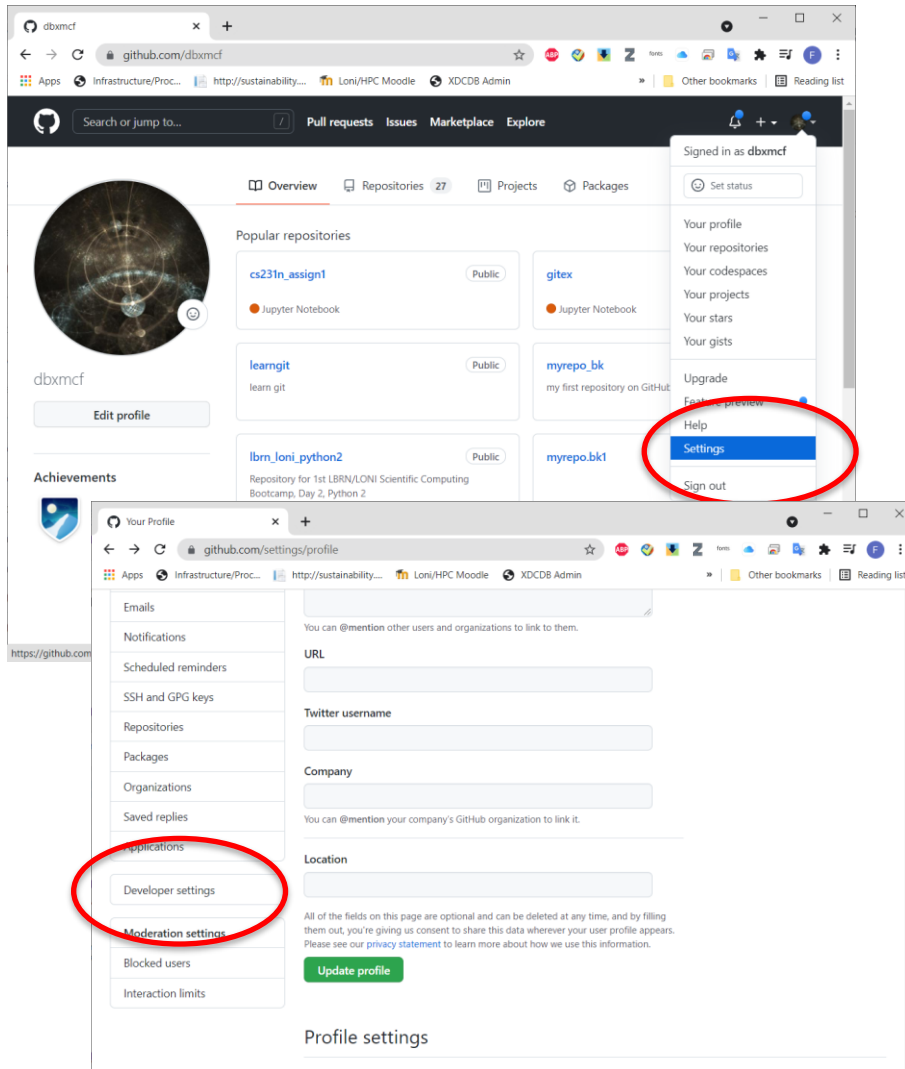 dbxmcf
github.com/dbxmcf
ABP Z fonts F
Apps Infrastructure/Proc... http://sustainability.... Loni/HPC Moodle XDCDB Admin » Other bookmarks Reading list
Search or jump to... / Pull requests Issues Marketplace Explore
Signed in as dbxmcf
Set status
Your profile
Your repositories
Your codespaces
Your projects
Your stars
Your gists
Upgrade
Feature preview
Help
Settings
Sign out
Overview Repositories 27 Projects Packages
Popular repositories
cs231n_assign1 Public
Jupyter Notebook
gitex
Jupyter Notebook
learngit Public
learn git
myrepo_bk
my first repository on GitHub
lbrn_loni_python2 Public
Repository for 1st LBRN/LONI Scientific Computing
Bootcamp, Day 2, Python 2
myrepo.bk1
dbxmcf
Edit profile
Achievements
https://github.com
Your Profile
github.com/settings/profile
ABP Z fonts F
Apps Infrastructure/Proc... http://sustainability.... Loni/HPC Moodle XDCDB Admin » Other bookmarks Reading list
Emails
Notifications
Scheduled reminders
SSH and GPG keys
Repositories
Packages
Organizations
Saved replies
Applications
Developer settings
Moderation settings
Blocked users
Interaction limits
You can @mention other users and organizations to link to them.
URL
Twitter username
Company
You can @mention your company's GitHub organization to link it.
Location
All of the fields on this page are optional and can be deleted at any time, and by filling
them out, you're giving us consent to share this data wherever your user profile appears.
Please see our privacy statement to learn more about how we use this information.
Update profile
Profile settings